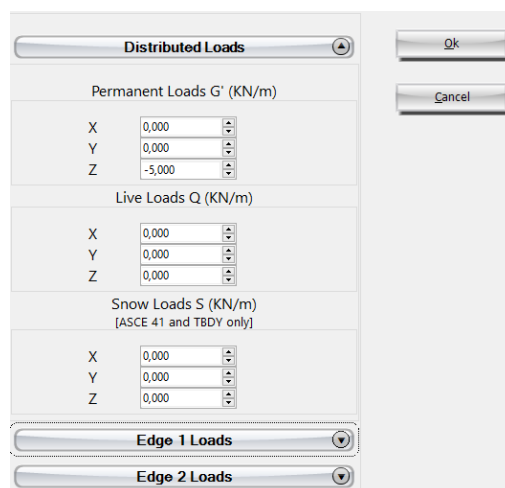 Distributed Loads
Ok
Permanent Loads G' (KN/m)
Cancel
X 0,000
Y 0,000
Z -5,000
Live Loads Q (KN/m)
X 0,000
Y 0,000
Z 0,000
Snow Loads S (KN/m)
[ASCE 41 and TBDY only]
X 0,000
Y 0,000
Z 0,000
Edge 1 Loads
Edge 2 Loads